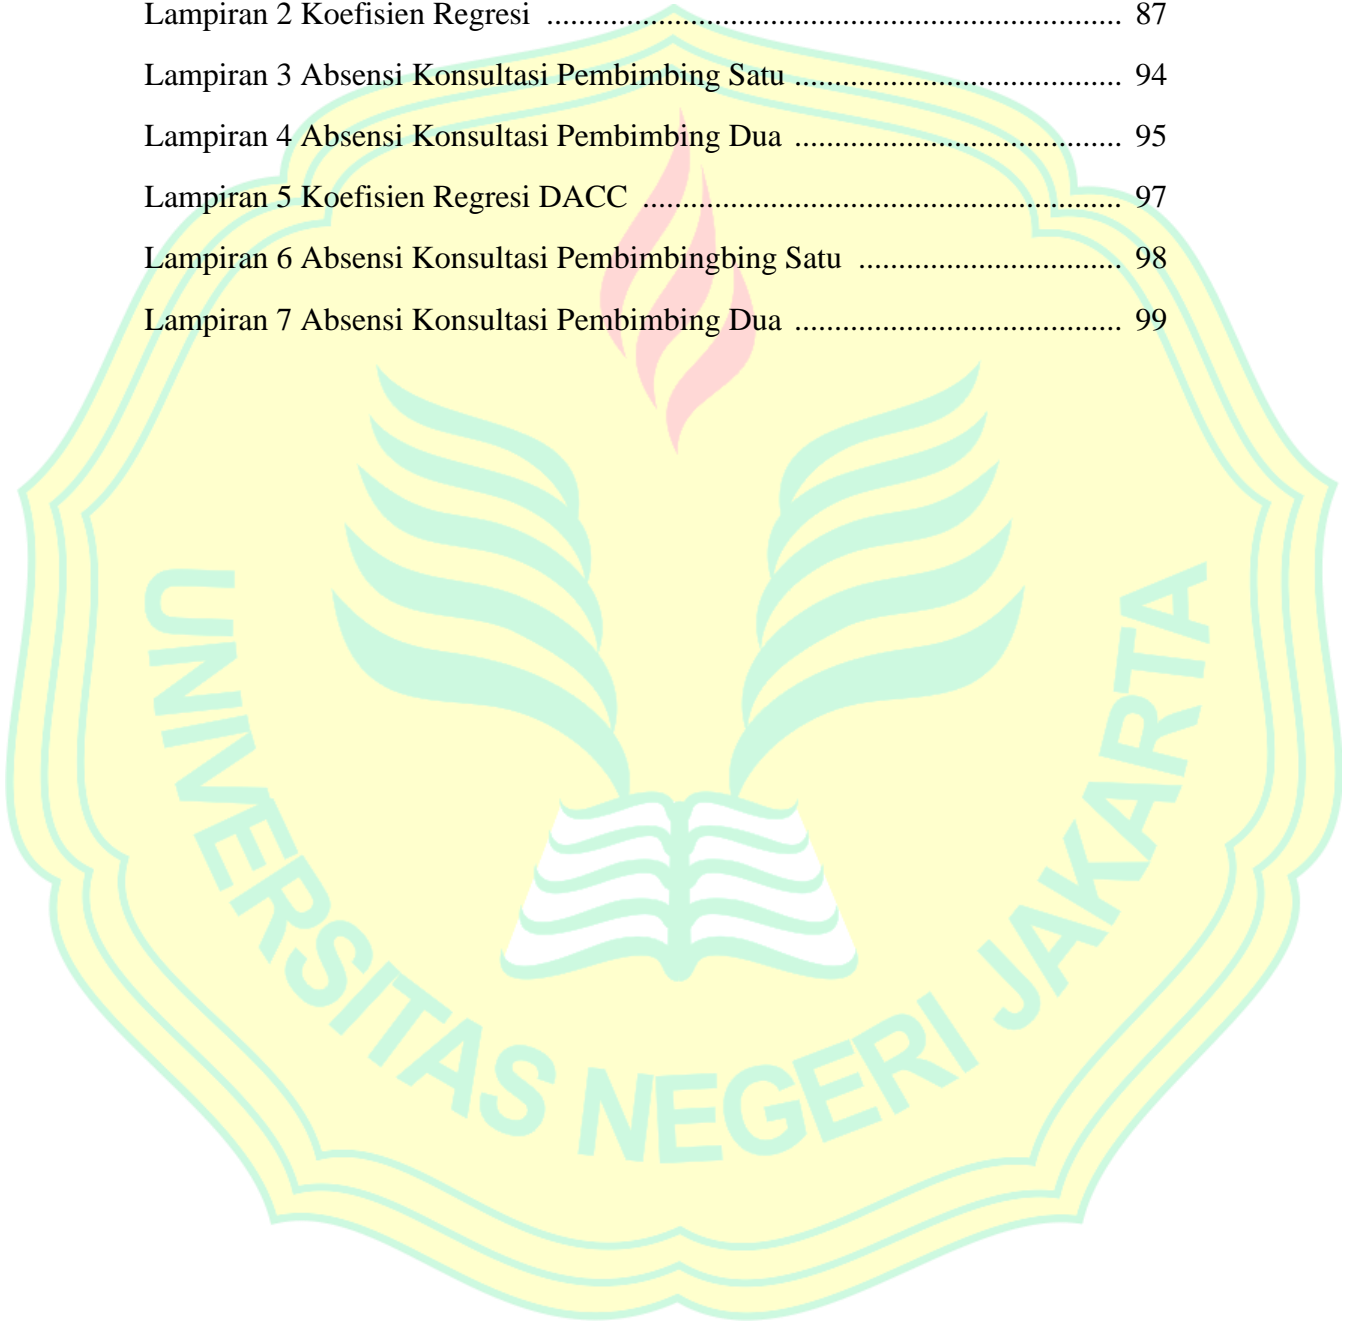 Lampiran 2 Koefisien Regresi ........................................................................ 87
Lampiran 3 Absensi Konsultasi Pembimbing Satu ......................................... 94
Lampiran 4 Absensi Konsultasi Pembimbing Dua ......................................... 95
Lampiran 5 Koefisien Regresi DACC ............................................................ 97
Lampiran 6 Absensi Konsultasi Pembimbingbing Satu ................................. 98
Lampiran 7 Absensi Konsultasi Pembimbing Dua ......................................... 99
UNIVERSITAS NEGERI JAKARTA